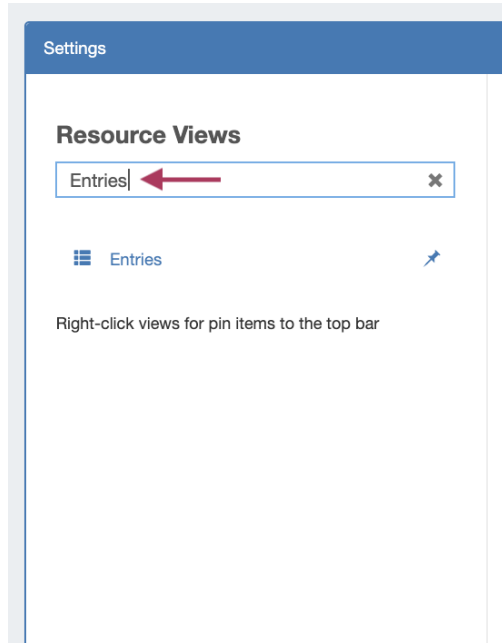 Settings
Resource Views
Entries
Entries
Right-click views for pin items to the top bar